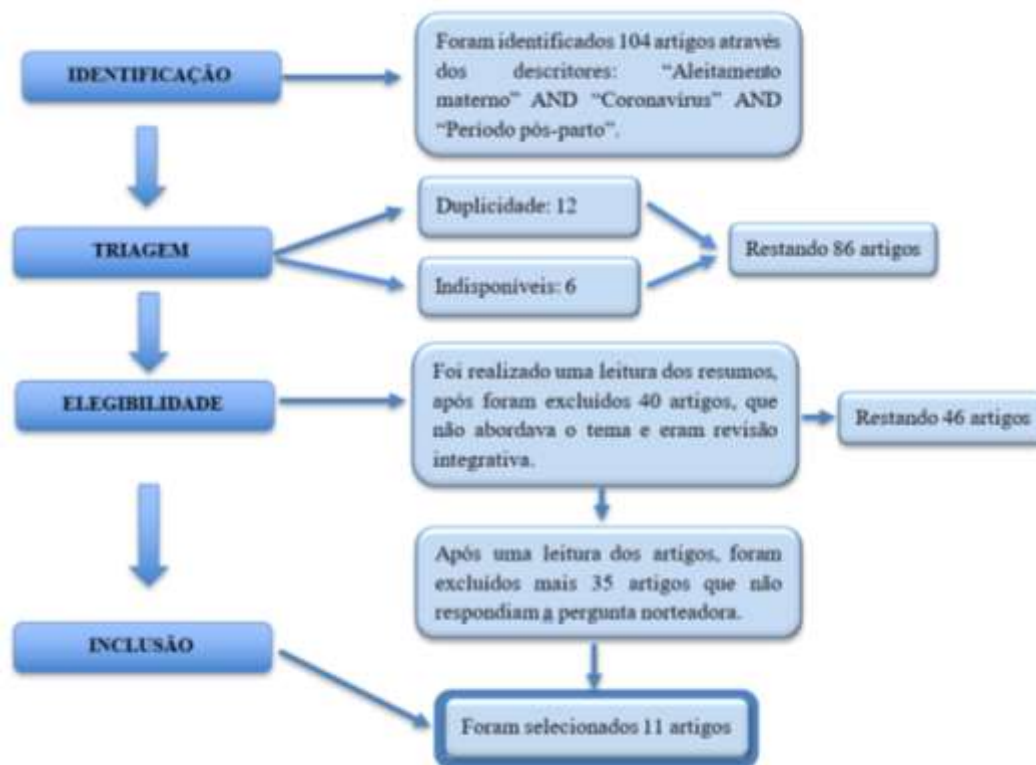 IDENTIFICAÇÃO
Foram identificados 104 artigos através
dos descritores: “Aleitamento
materno” AND “Coronavírus” AND
“Período pós-parto”.
TRIAGEM
Duplicidade: 12
Indisponíveis: 6
Restando 86 artigos
ELEGIBILIDADE
Foi realizado uma leitura dos resumos,
após foram excluídos 40 artigos, que
não abordava o tema e eram revisão
integrativa.
Restando 46 artigos
Após uma leitura dos artigos, foram
excluídos mais 35 artigos que não
respondiam a pergunta norteadora.
INCLUSÃO
Foram selecionados 11 artigos